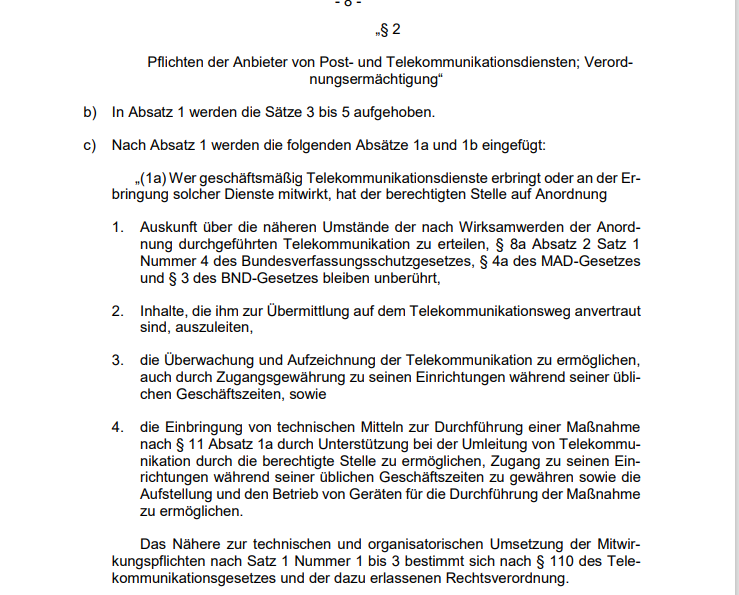 - 8 -
„§ 2
Pflichten der Anbieter von Post- und Telekommunikationsdiensten; Verord-
nungsermächtigung“
b) In Absatz 1 werden die Sätze 3 bis 5 aufgehoben.
c) Nach Absatz 1 werden die folgenden Absätze 1a und 1b eingefügt:
„(1a) Wer geschäftsmäßig Telekommunikationsdienste erbringt oder an der Er-
bringung solcher Dienste mitwirkt, hat der berechtigten Stelle auf Anordnung
1. Auskunft über die näheren Umstände der nach Wirksamwerden der Anord-
nung durchgeführten Telekommunikation zu erteilen, § 8a Absatz 2 Satz 1
Nummer 4 des Bundesverfassungsschutzgesetzes, § 4a des MAD-Gesetzes
und § 3 des BND-Gesetzes bleiben unberührt,
2. Inhalte, die ihm zur Übermittlung auf dem Telekommunikationsweg anvertraut
sind, auszuleiten,
3. die Überwachung und Aufzeichnung der Telekommunikation zu ermöglichen,
auch durch Zugangsgewährung zu seinen Einrichtungen während seiner übli-
chen Geschäftszeiten, sowie
4. die Einbringung von technischen Mitteln zur Durchführung einer Maßnahme
nach § 11 Absatz 1a durch Unterstützung bei der Umleitung von Telekommu-
nikation durch die berechtigte Stelle zu ermöglichen, Zugang zu seinen Ein-
richtungen während seiner üblichen Geschäftszeiten zu gewähren sowie die
Aufstellung und den Betrieb von Geräten für die Durchführung der Maßnahme
zu ermöglichen.
Das Nähere zur technischen und organisatorischen Umsetzung der Mitwir-
kungspflichten nach Satz 1 Nummer 1 bis 3 bestimmt sich nach § 110 des Tele-
kommunikationsgesetzes und der dazu erlassenen Rechtsverordnung.